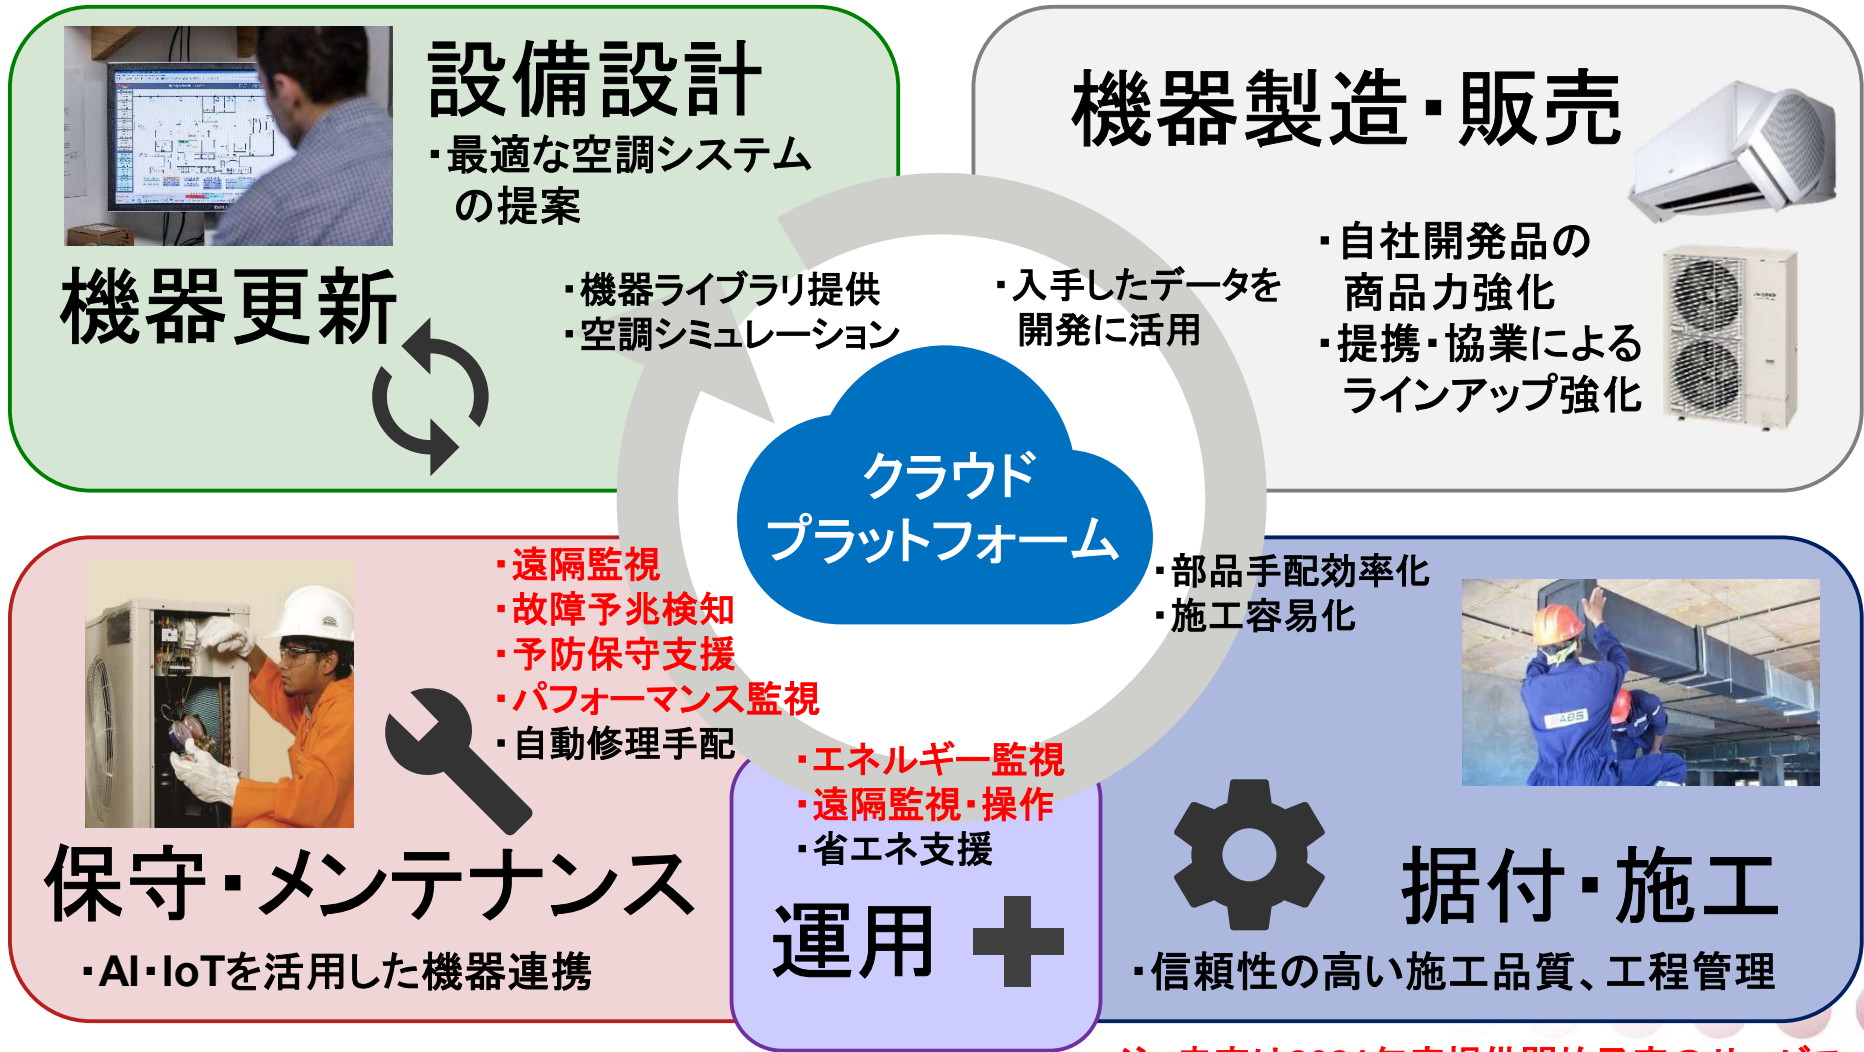 設備設計
・最適な空調システム
の提案
機器更新
・機器ライブラリ提供
・空調シミュレーション
機器製造・販売
・自社開発品の
商品力強化
・提携・協業による
ラインアップ強化
・入手したデータを
開発に活用
クラウド
プラットフォーム
・遠隔監視
・故障予兆検知
・予防保守支援
・パフォーマンス監視
・自動修理手配
保守・メンテナンス
・AI・IoTを活用した機器連携
・エネルギー監視
・遠隔監視・操作
・省エネ支援
運用
・部品手配効率化
・施工容易化
ABS
据付・施工
・信頼性の高い施工品質、工程管理